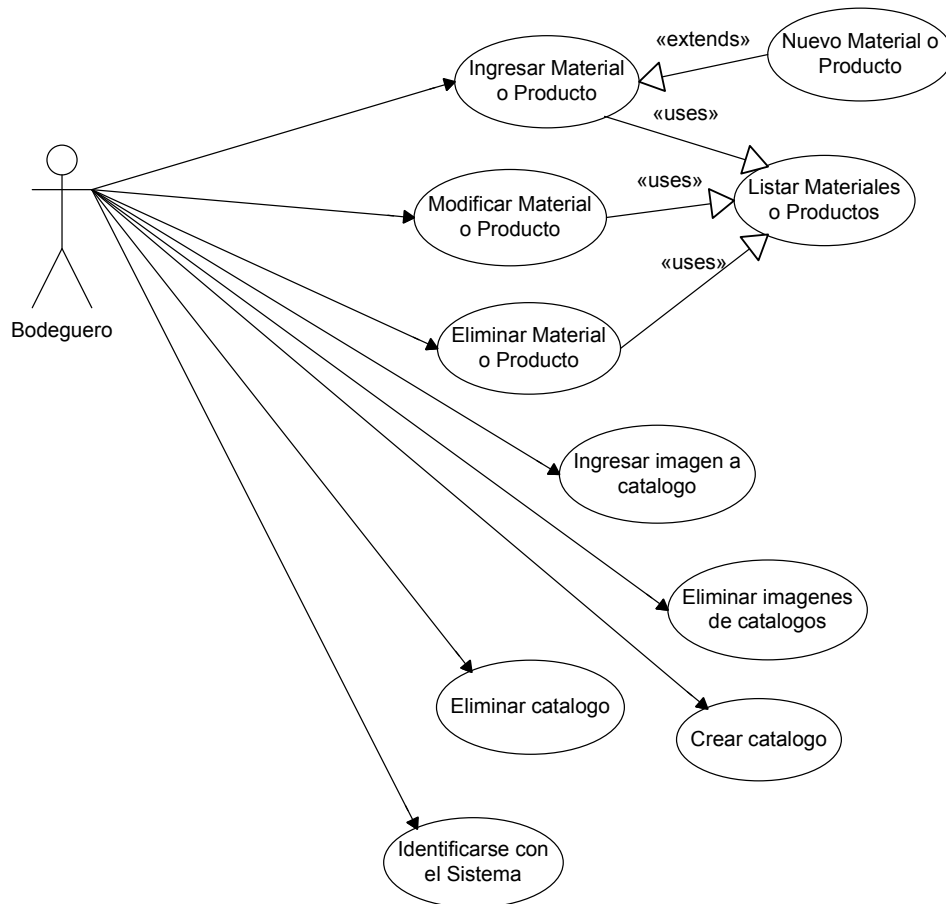 «extends»
Nuevo Material o
Producto
Ingresar Material
o Producto
«uses»
Modificar Material
o Producto
«uses»
Listar Materiales
o Productos
«uses»
Bodeguero
Eliminar Material
o Producto
Ingresar imagen a
catalogo
Eliminar imagenes
de catalogos
Eliminar catalogo
Crear catalogo
Identificarse con
el Sistema